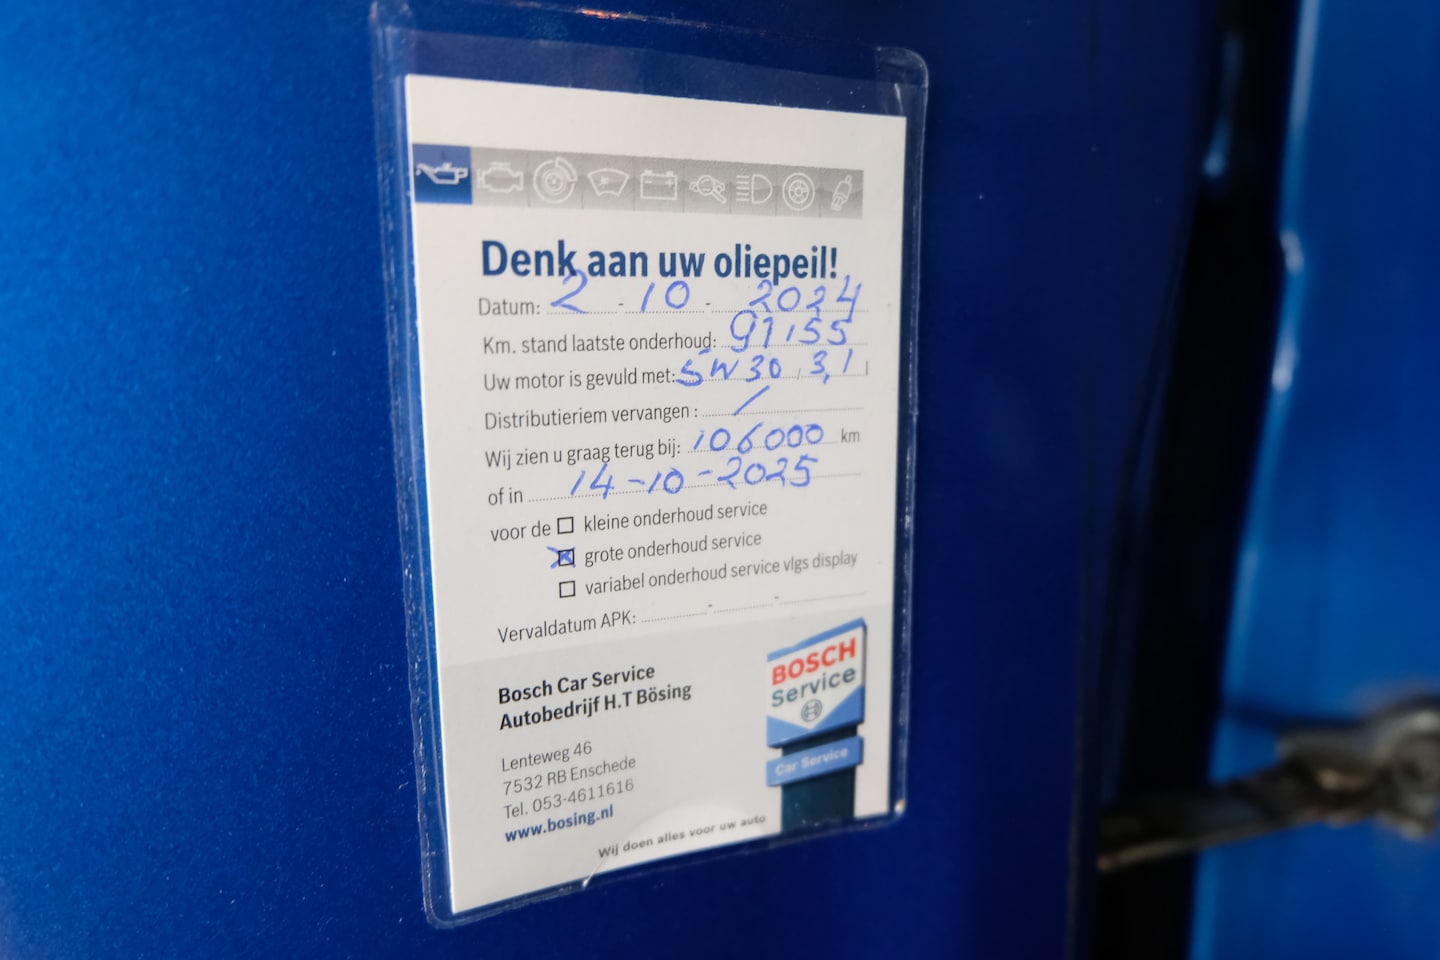 Denk aan uw oliepeil!
Datum: 2 - 10 - 2024
Km. stand laatste onderhoud: 91155
Uw motor is gevuld met: 5W30 3,1 l
Distributieriem vervangen : /
Wij zien u graag terug bij: 106000 km
of in 14-10-2025
voor de ☐ kleine onderhoud service
☒ grote onderhoud service
☐ variabel onderhoud service vlgs display
Vervaldatum APK: - -
Bosch Car Service
Autobedrijf H.T Bösing
Lenteweg 46
7532 RB Enschede
Tel. 053-4611616
www.bosing.nl
Wij doen alles voor uw auto
BOSCH
Service
Car Service